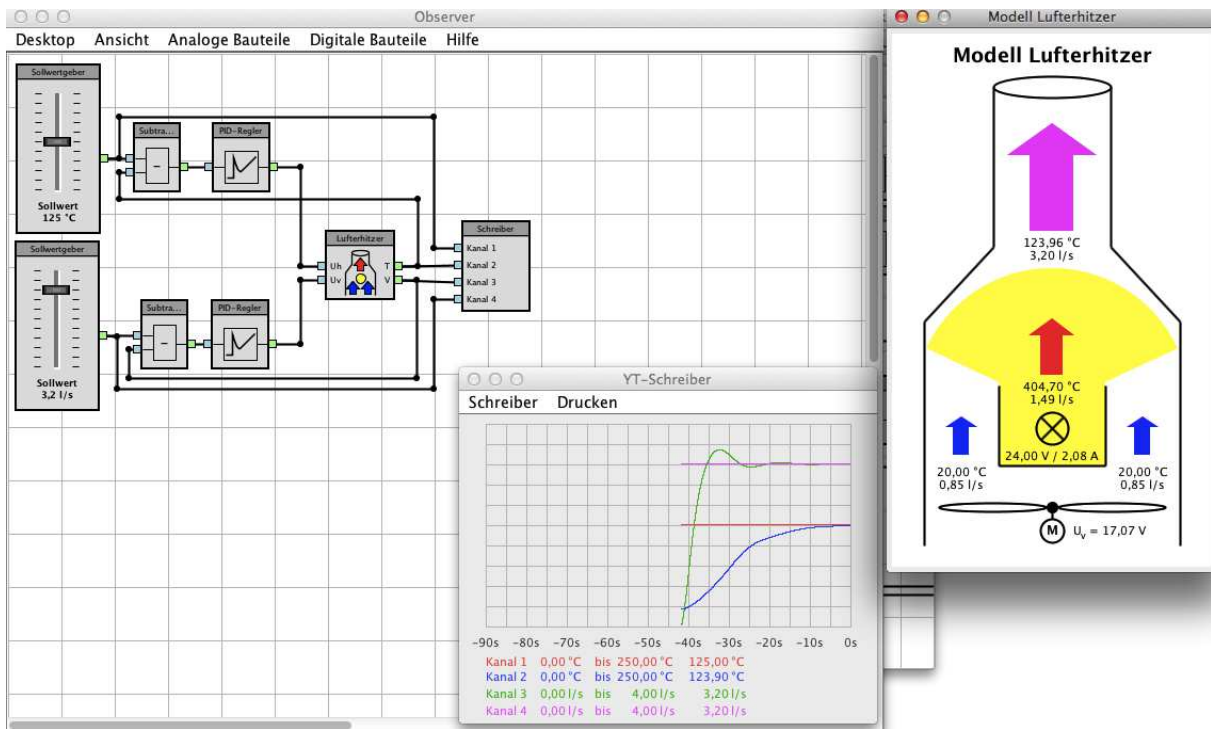 Observer
Desktop Ansicht Analoge Bauteile Digitale Bauteile Hilfe
Sollwertgeber
Sollwert
125 °C
Subtra...
-
PID-Regler
Sollwertgeber
Sollwert
3,2 l/s
Subtra...
-
PID-Regler
Lufterhitzer
Uh T
Uv V
Schreiber
Kanal 1
Kanal 2
Kanal 3
Kanal 4
YT-Schreiber
Schreiber Drucken
-90s -80s -70s -60s -50s -40s -30s -20s -10s 0s
Kanal 1 0,00 °C bis 250,00 °C 125,00 °C
Kanal 2 0,00 °C bis 250,00 °C 123,90 °C
Kanal 3 0,00 l/s bis 4,00 l/s 3,20 l/s
Kanal 4 0,00 l/s bis 4,00 l/s 3,20 l/s
Modell Lufterhitzer
Modell Lufterhitzer
123,96 °C
3,20 l/s
404,70 °C
1,49 l/s
24,00 V / 2,08 A
20,00 °C
0,85 l/s
20,00 °C
0,85 l/s
M Uv = 17,07 V